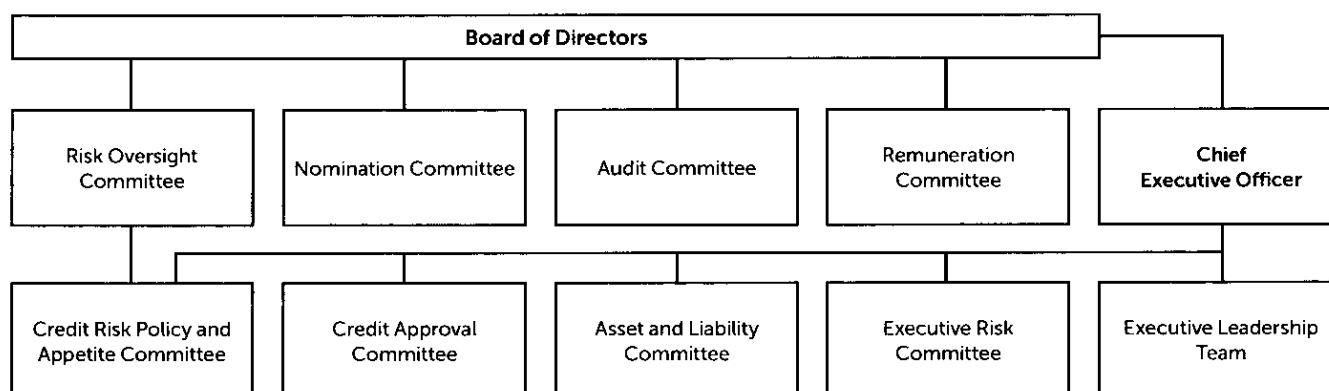 Board of Directors
Risk Oversight
Committee
Nomination Committee
Audit Committee
Remuneration
Committee
Chief
Executive Officer
Credit Risk Policy and
Appetite Committee
Credit Approval
Committee
Asset and Liability
Committee
Executive Risk
Committee
Executive Leadership
Team